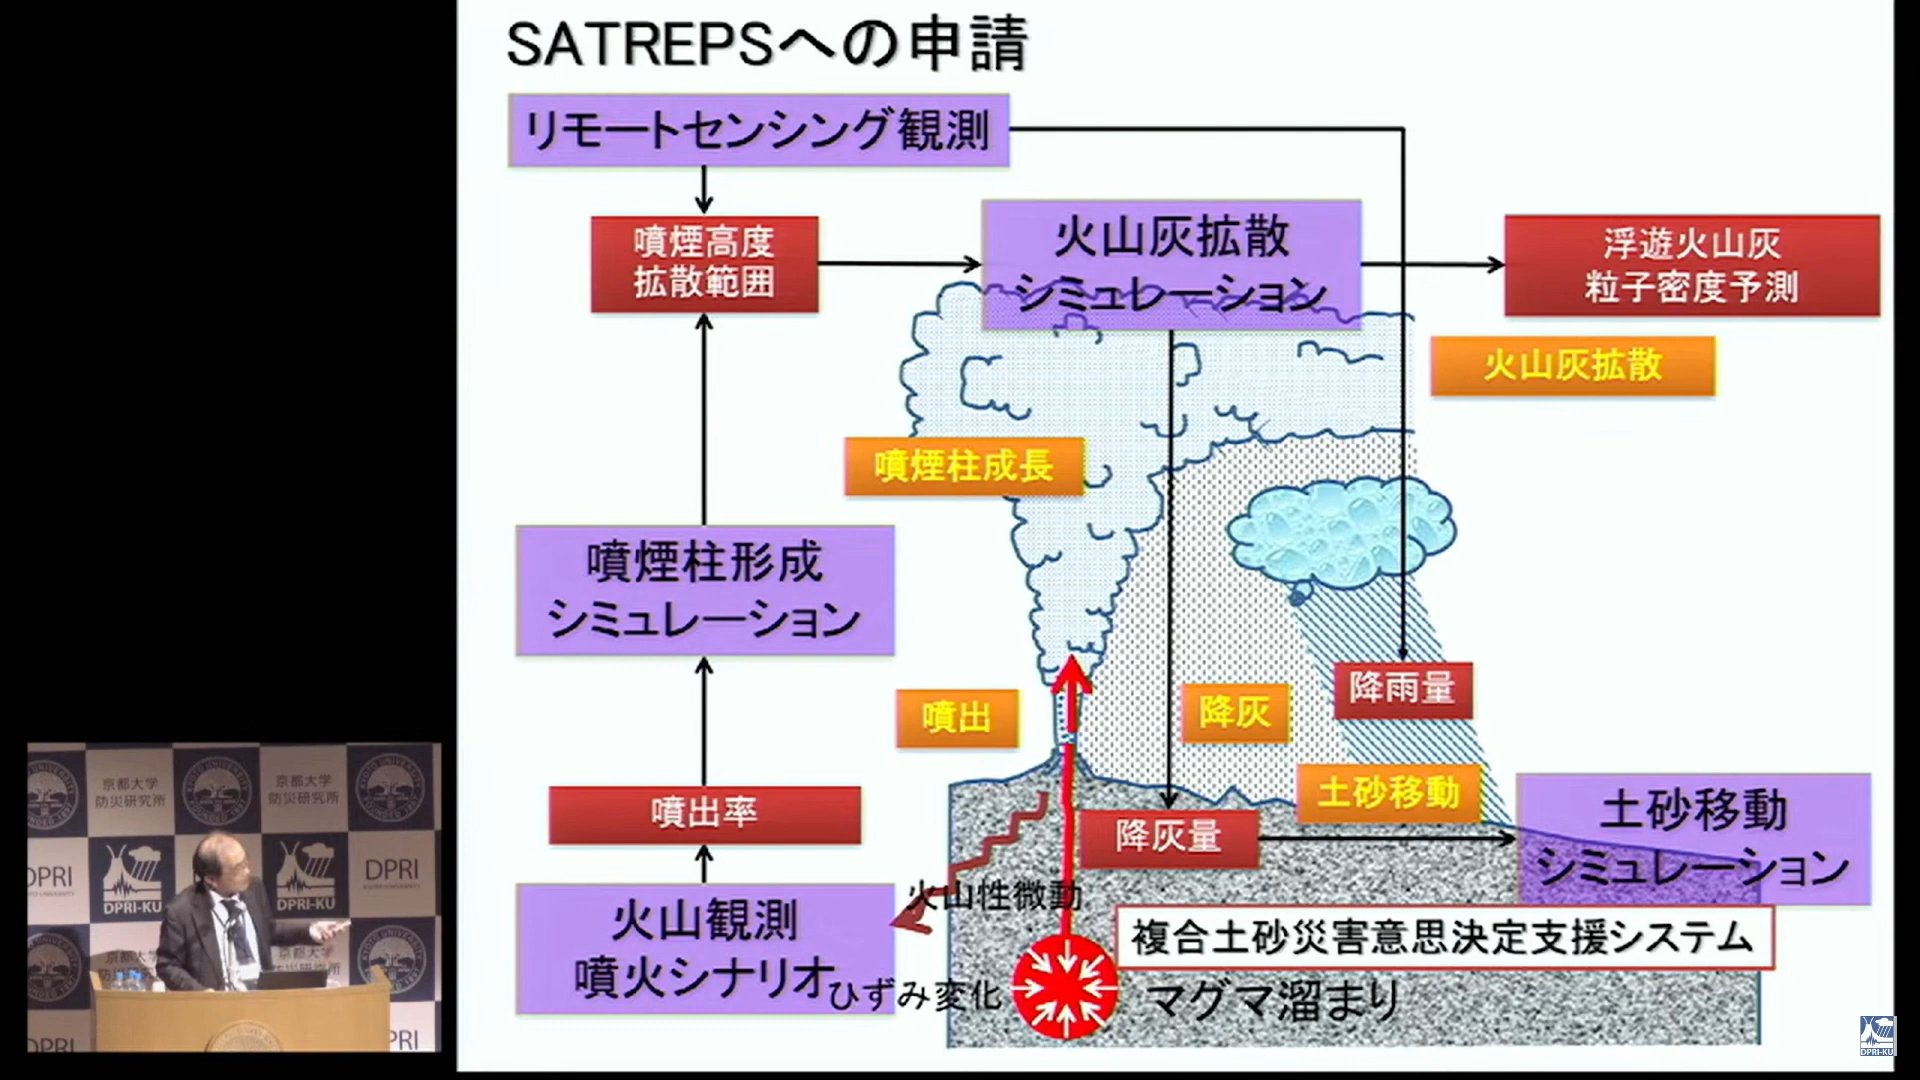 SATREPSへの申請
リモートセンシング観測
噴煙高度
拡散範囲
火山灰拡散
シミュレーション
浮遊火山灰
粒子密度予測
火山灰拡散
噴煙柱成長
噴煙柱形成
シミュレーション
噴出
降灰
降雨量
土砂移動
噴出率
降灰量
土砂移動
シミュレーション
火山性微動
火山観測
噴火シナリオ
ひずみ変化
複合土砂災害意思決定支援システム
マグマ溜まり
京都大学
防災研究所
京都大学
防災研究所
DPRI
DPRI-KU
DPRI-KU
DPRI
DPRI-KU